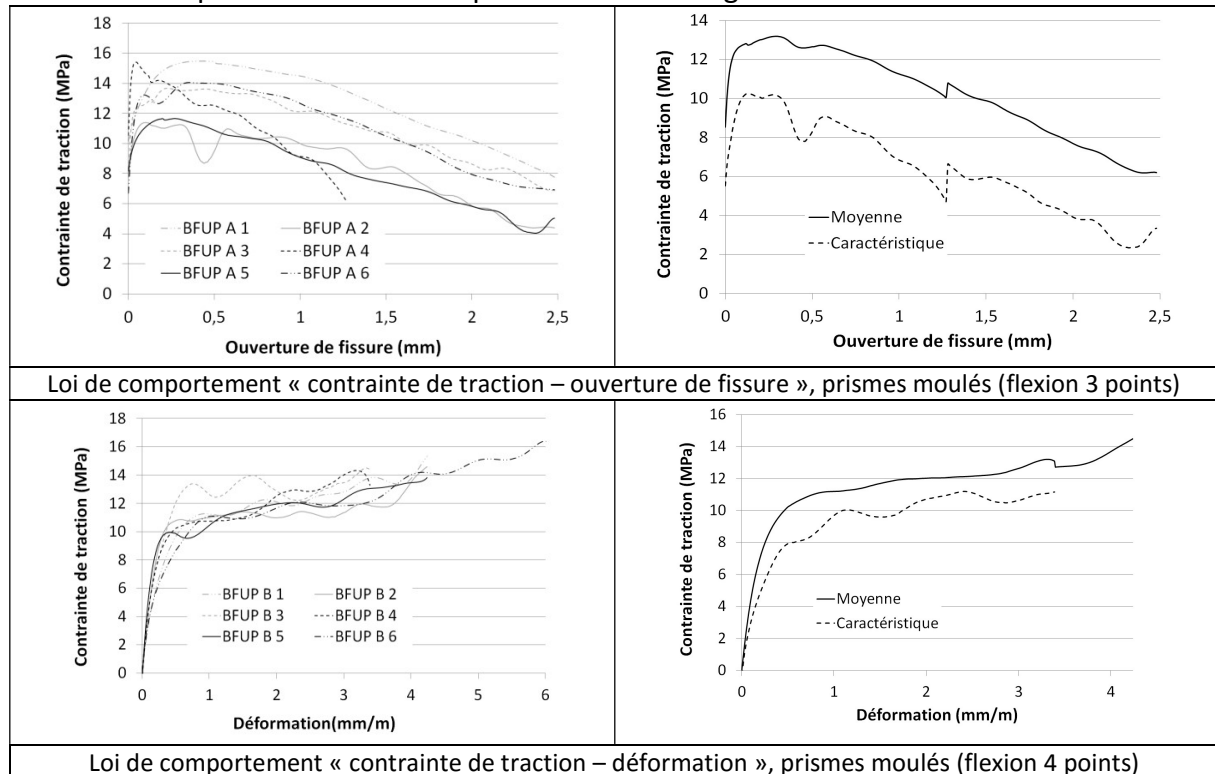 Contrainte de traction (MPa)
18
16
14
12
10
8
6
4
2
0
BFUP A 1 BFUP A 2
BFUP A 3 BFUP A 4
BFUP A 5 BFUP A 6
0 0,5 1 1,5 2 2,5
Ouverture de fissure (mm)
Contrainte de traction (MPa)
14
12
10
8
6
4
2
0
Moyenne
Caractéristique
0 0,5 1 1,5 2 2,5
Ouverture de fissure (mm)
Loi de comportement « contrainte de traction – ouverture de fissure », prismes moulés (flexion 3 points)
Contrainte de traction (MPa)
18
16
14
12
10
8
6
4
2
0
BFUP B 1 BFUP B 2
BFUP B 3 BFUP B 4
BFUP B 5 BFUP B 6
0 1 2 3 4 5 6
Déformation(mm/m)
Contrainte de traction (MPa)
16
14
12
10
8
6
4
2
0
Moyenne
Caractéristique
0 1 2 3 4
Déformation (mm/m)
Loi de comportement « contrainte de traction – déformation », prismes moulés (flexion 4 points)